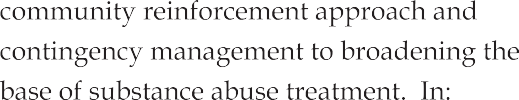 community reinforcement approach and
contingency management to broadening the
base of substance abuse treatment.  In: